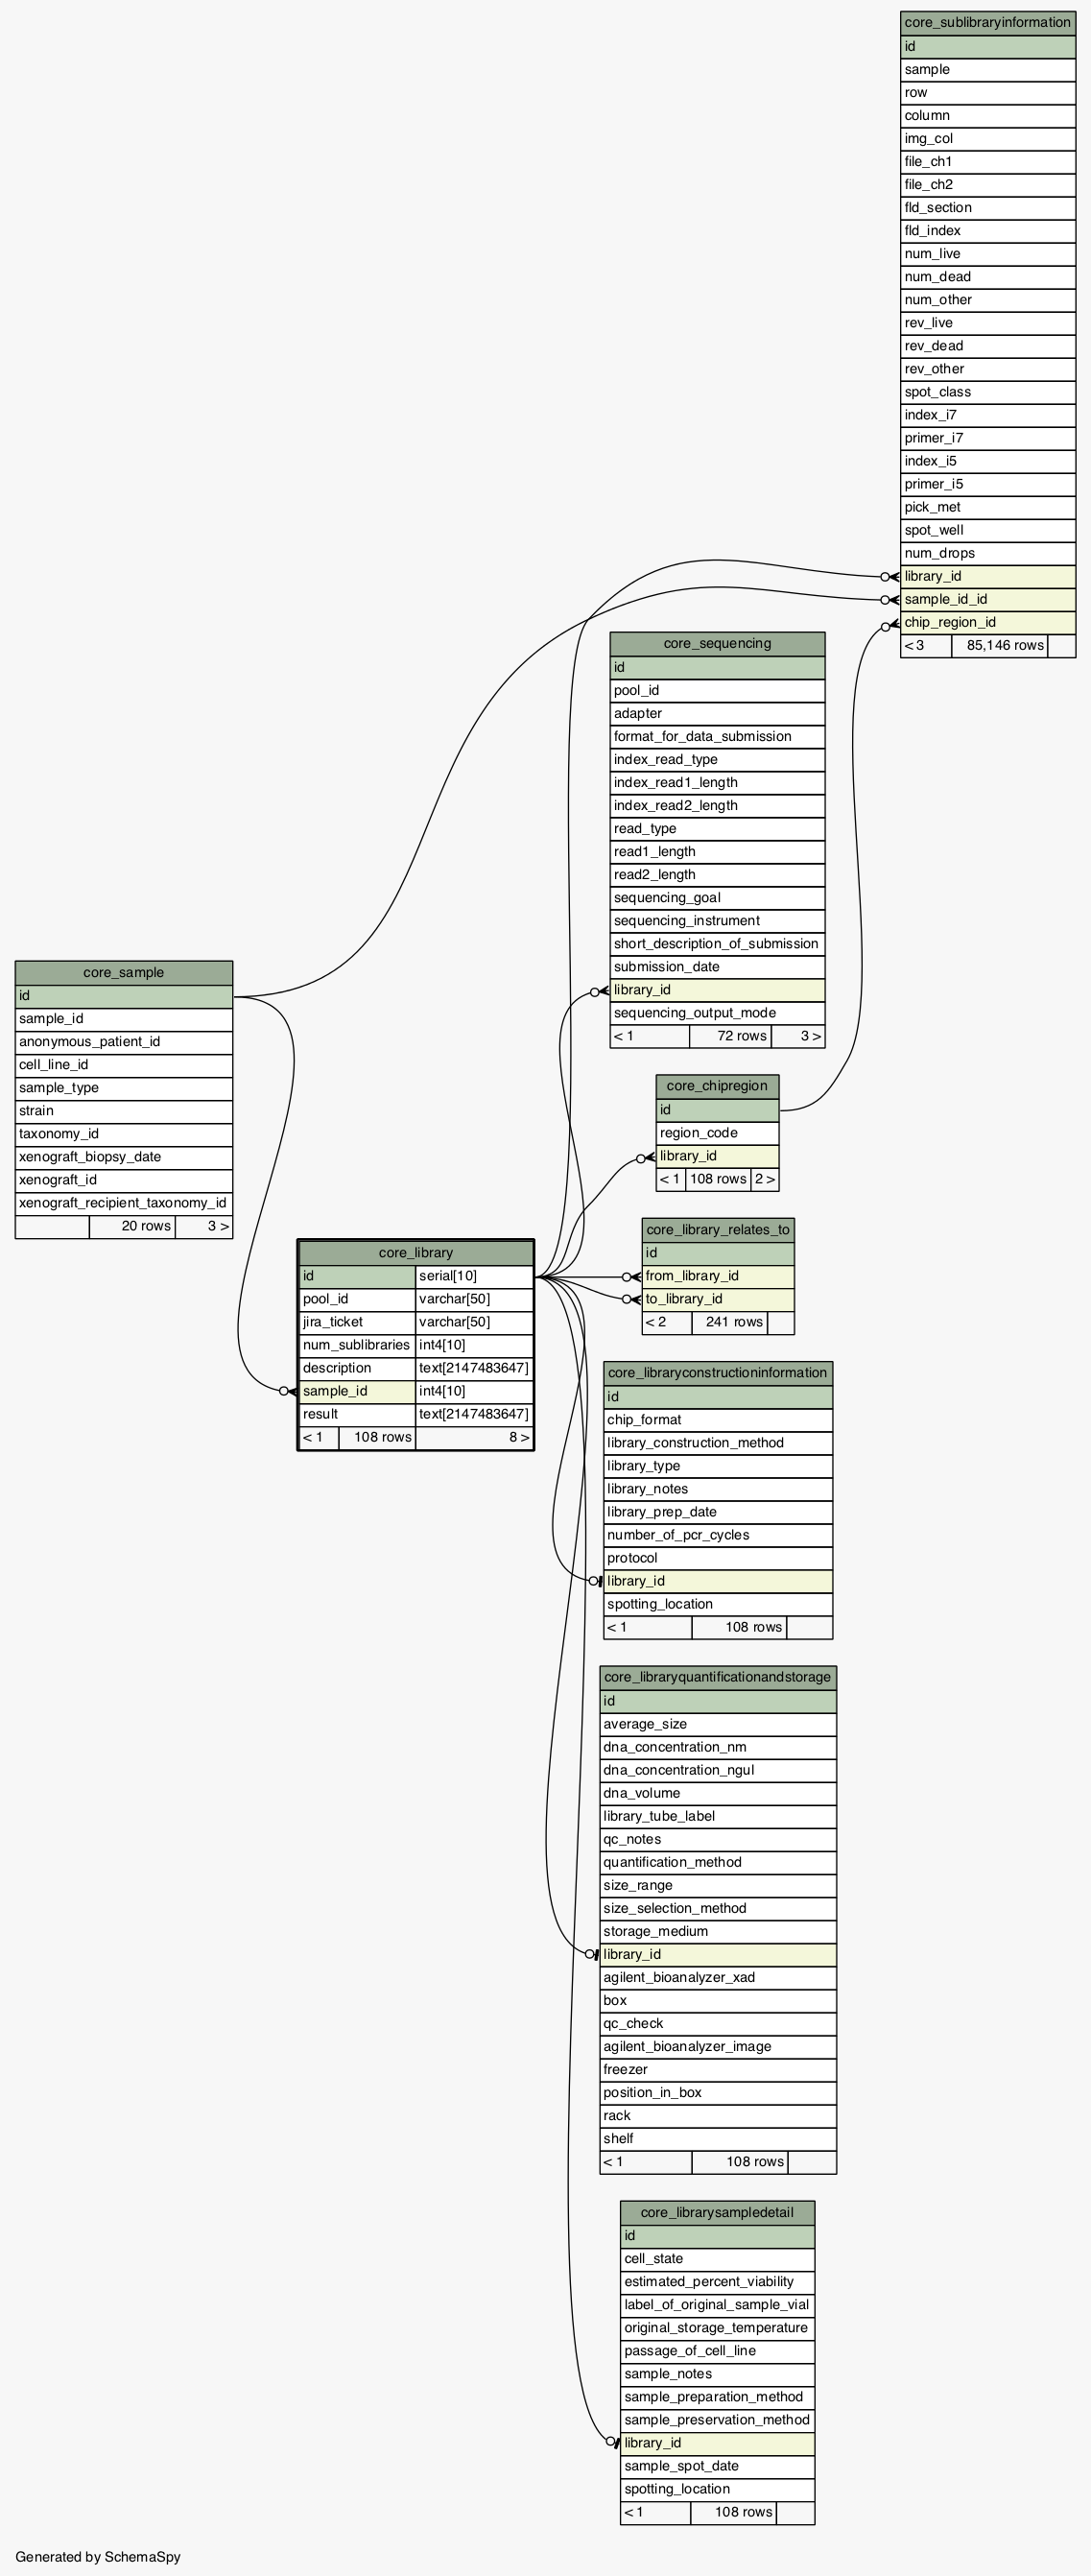 core_sublibraryinformation
id
sample
row
column
img_col
file_ch1
file_ch2
fld_section
fld_index
num_live
num_dead
num_other
rev_live
rev_dead
rev_other
spot_class
index_i7
primer_i7
index_i5
primer_i5
pick_met
spot_well
num_drops
library_id
sample_id_id
chip_region_id
< 3 85,146 rows
core_sequencing
id
pool_id
adapter
format_for_data_submission
index_read_type
index_read1_length
index_read2_length
read_type
read1_length
read2_length
sequencing_goal
sequencing_instrument
short_description_of_submission
submission_date
library_id
sequencing_output_mode
< 1 72 rows 3 >
core_sample
id
sample_id
anonymous_patient_id
cell_line_id
sample_type
strain
taxonomy_id
xenograft_biopsy_date
xenograft_id
xenograft_recipient_taxonomy_id
20 rows 3 >
core_chipregion
id
region_code
library_id
< 1 108 rows 2 >
core_library
id serial[10]
pool_id varchar[50]
jira_ticket varchar[50]
num_sublibraries int4[10]
description text[2147483647]
sample_id int4[10]
result text[2147483647]
< 1 108 rows 8 >
core_library_relates_to
id
from_library_id
to_library_id
< 2 241 rows
core_libraryconstructioninformation
id
chip_format
library_construction_method
library_type
library_notes
library_prep_date
number_of_pcr_cycles
protocol
library_id
spotting_location
< 1 108 rows
core_libraryquantificationandstorage
id
average_size
dna_concentration_nm
dna_concentration_ngul
dna_volume
library_tube_label
qc_notes
quantification_method
size_range
size_selection_method
storage_medium
library_id
agilent_bioanalyzer_xad
box
qc_check
agilent_bioanalyzer_image
freezer
position_in_box
rack
shelf
< 1 108 rows
core_librarysampledetail
id
cell_state
estimated_percent_viability
label_of_original_sample_vial
original_storage_temperature
passage_of_cell_line
sample_notes
sample_preparation_method
sample_preservation_method
library_id
sample_spot_date
spotting_location
< 1 108 rows
Generated by SchemaSpy